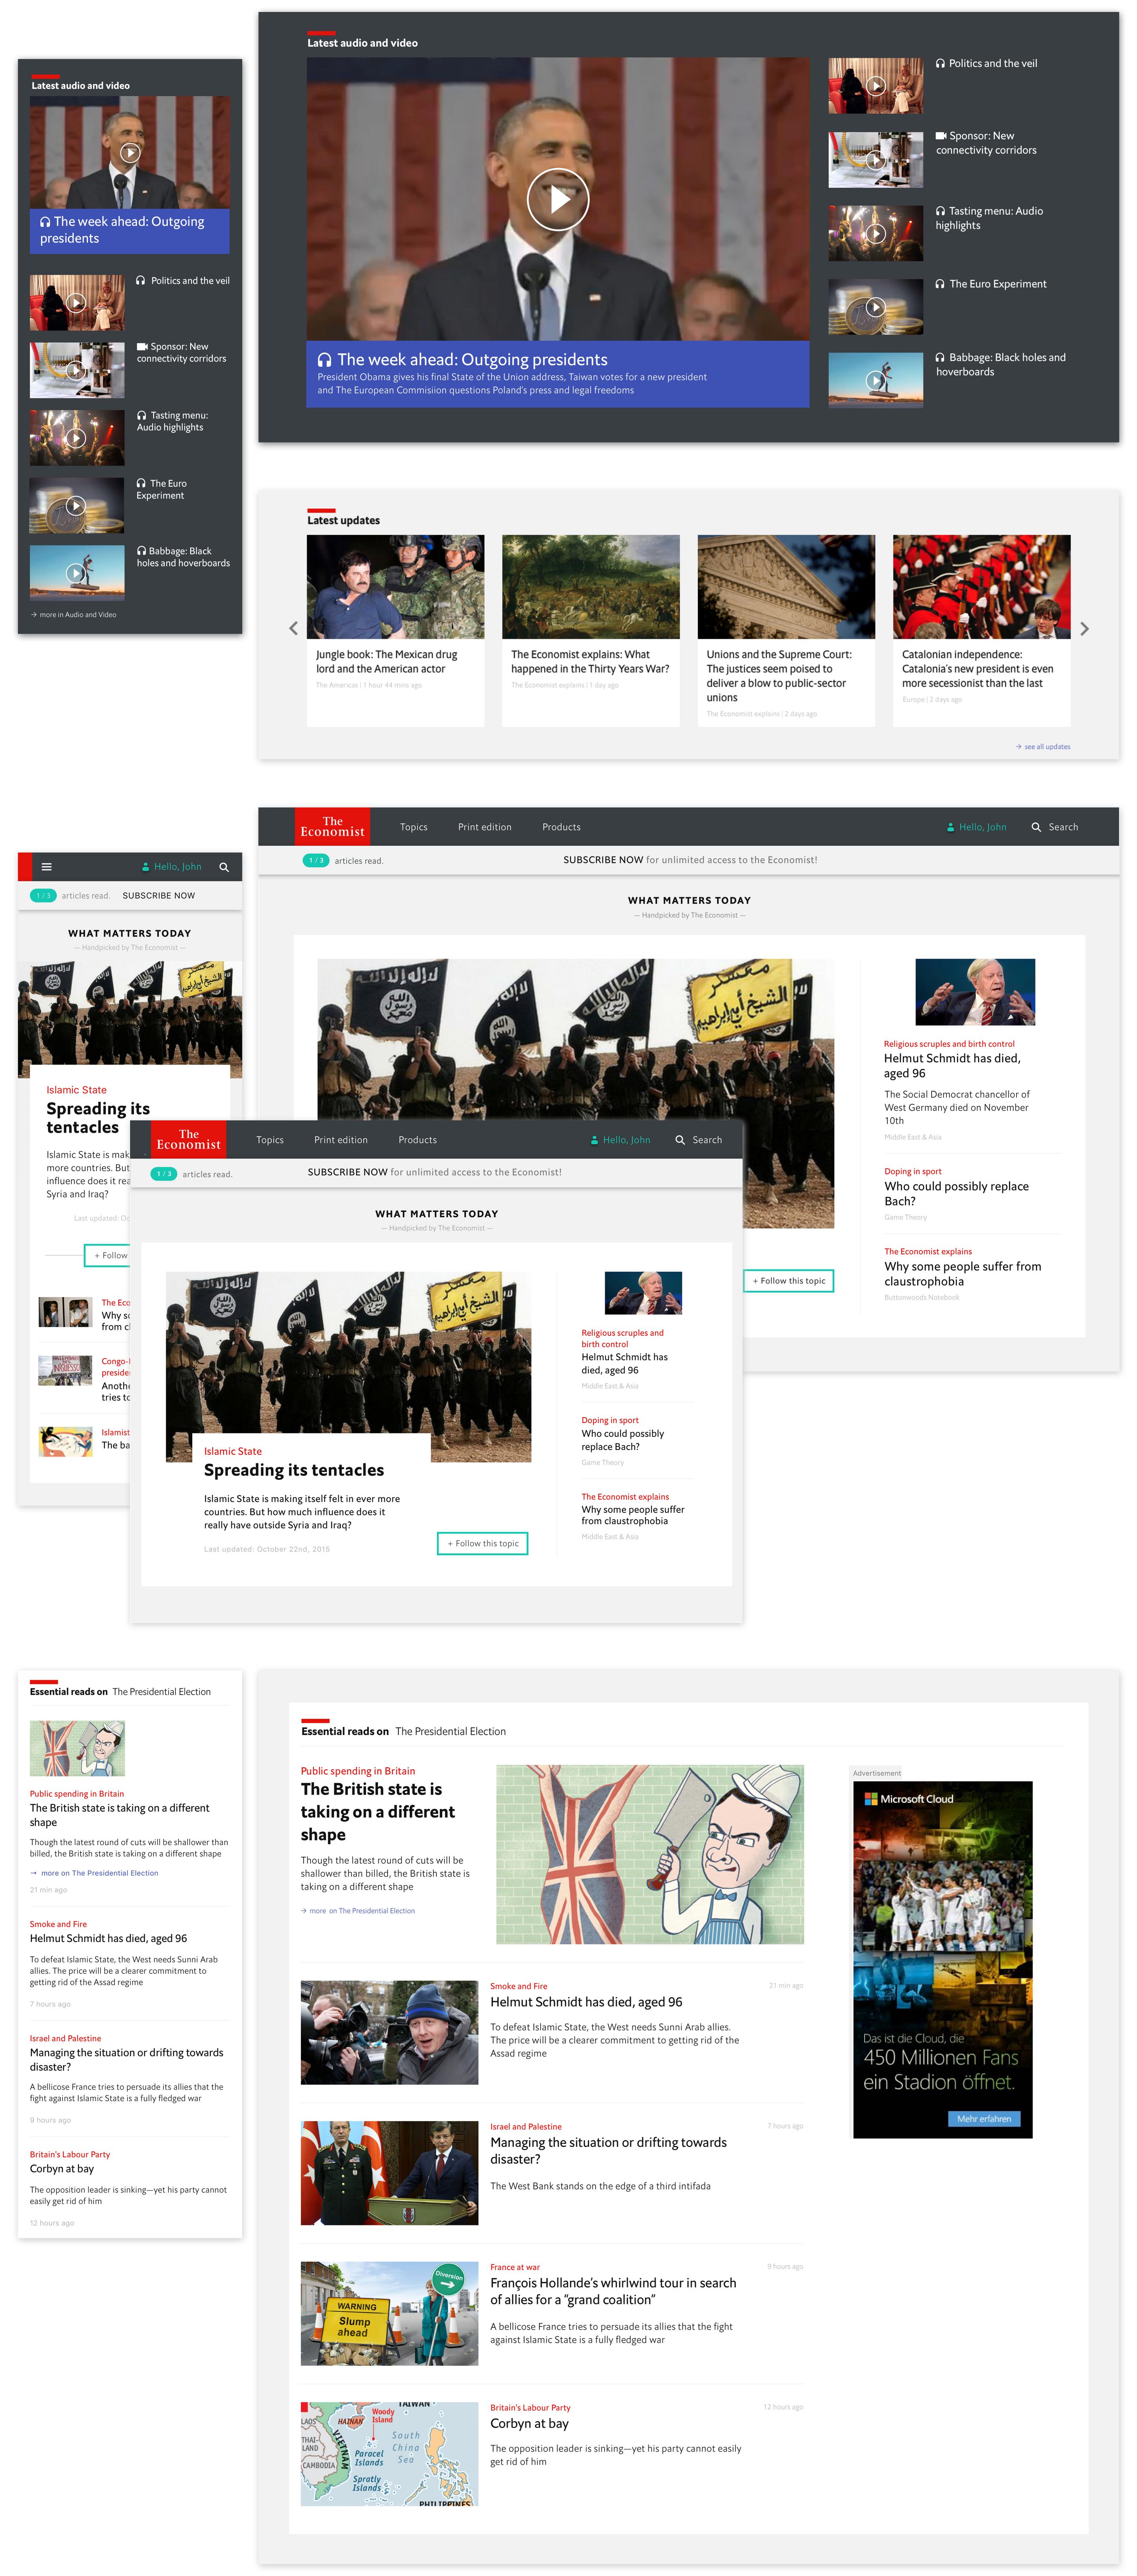 Latest audio and video
The week ahead: Outgoing
presidents
Politics and the veil
Sponsor: New
connectivity corridors
Tasting menu:
Audio highlights
The Euro
Experiment
Babbage: Black
holes and hoverboards
→ more in Audio and Video
Latest audio and video
The week ahead: Outgoing presidents
President Obama gives his final State of the Union address, Taiwan votes for a new president
and The European Commisiion questions Poland's press and legal freedoms
Politics and the veil
Sponsor: New
connectivity corridors
Tasting menu: Audio
highlights
The Euro Experiment
Babbage: Black holes and
hoverboards
Latest updates
Jungle book: The Mexican drug
lord and the American actor
The Americas | 1 hour 44 mins ago
The Economist explains: What
happened in the Thirty Years War?
The Economist explains | 1 day ago
Unions and the Supreme Court:
The justices seem poised to
deliver a blow to public-sector
unions
The Economist explains | 2 days ago
Catalonian independence:
Catalonia's new president is even
more secessionist than the last
Europe | 2 days ago
→ see all updates
Hello, John
1 / 3 articles read. SUBSCRIBE NOW
WHAT MATTERS TODAY
— Handpicked by The Economist —
Islamic State
Spreading its
tentacles
Islamic State is mak
more countries. But
influence does it rea
Syria and Iraq?
Last updated: Oc
+ Follow
The Eco
Why so
from cl
Congo-
preside
Anothe
tries to
Islamist
The ba
The
Economist
Topics Print edition Products Hello, John Search
1 / 3 articles read. SUBSCRIBE NOW for unlimited access to the Economist!
WHAT MATTERS TODAY
— Handpicked by The Economist —
Religious scruples and birth control
Helmut Schmidt has died,
aged 96
The Social Democrat chancellor of
West Germany died on November
10th
Middle East & Asia
Doping in sport
Who could possibly replace
Bach?
Game Theory
The Economist explains
Why some people suffer from
claustrophobia
Buttonwoods Notebook
+ Follow this topic
The
Economist
Topics Print edition Products Hello, John Search
1 / 3 articles read. SUBSCRIBE NOW for unlimited access to the Economist!
WHAT MATTERS TODAY
— Handpicked by The Economist —
Islamic State
Spreading its tentacles
Islamic State is making itself felt in ever more
countries. But how much influence does it
really have outside Syria and Iraq?
Last updated: October 22nd, 2015
+ Follow this topic
Religious scruples and
birth control
Helmut Schmidt has
died, aged 96
Middle East & Asia
Doping in sport
Who could possibly
replace Bach?
Game Theory
The Economist explains
Why some people suffer
from claustrophobia
Middle East & Asia
Essential reads on The Presidential Election
Public spending in Britain
The British state is taking on a different
shape
Though the latest round of cuts will be shallower than
billed, the British state is taking on a different shape
→ more on The Presidential Election
21 min ago
Smoke and Fire
Helmut Schmidt has died, aged 96
To defeat Islamic State, the West needs Sunni Arab
allies. The price will be a clearer commitment to
getting rid of the Assad regime
7 hours ago
Israel and Palestine
Managing the situation or drifting towards
disaster?
A bellicose France tries to persuade its allies that the
fight against Islamic State is a fully fledged war
9 hours ago
Britain's Labour Party
Corbyn at bay
The opposition leader is sinking—yet his party cannot
easily get rid of him
12 hours ago
Essential reads on The Presidential Election
Public spending in Britain
The British state is
taking on a different
shape
Though the latest round of cuts will be
shallower than billed, the British state is
taking on a different shape
→ more on The Presidential Election
Smoke and Fire
21 min ago
Helmut Schmidt has died, aged 96
To defeat Islamic State, the West needs Sunni Arab allies.
The price will be a clearer commitment to getting rid of the
Assad regime
Israel and Palestine
7 hours ago
Managing the situation or drifting towards
disaster?
The West Bank stands on the edge of a third intifada
Diversion
WARNING
Slump
ahead
France at war
9 hours ago
François Hollande's whirlwind tour in search
of allies for a "grand coalition"
A bellicose France tries to persuade its allies that the fight
against Islamic State is a fully fledged war
TAIWAN
LAOS
HAINAN
Woody
Island
THAI-
LAND
VIETNAM
South
China
Sea
Paracel
Islands
CAMBODIA
Spratly
Islands
PHILIPPINES
Britain's Labour Party
12 hours ago
Corbyn at bay
The opposition leader is sinking—yet his party cannot easily
get rid of him
Advertisement
Microsoft Cloud
Das ist die Cloud, die
450 Millionen Fans
ein Stadion öffnet.
Mehr erfahren